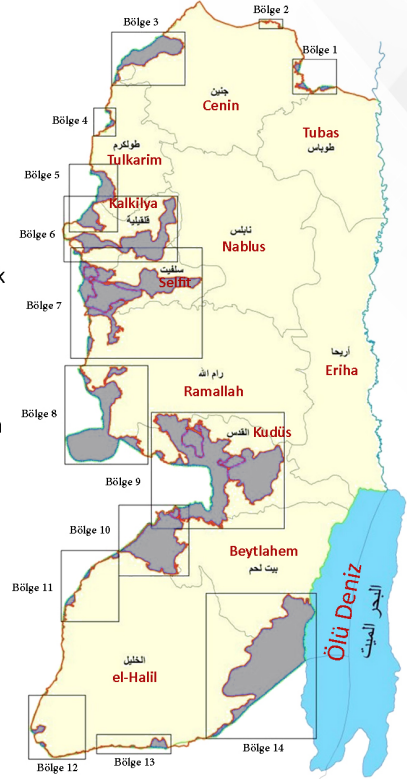 Bölge 2
Bölge 3
Bölge 1
جنين
Cenin
Bölge 4
Tubas
طوباس
طولكرم
Tulkarim
Bölge 5
Kalkilya
قلقيلية
Bölge 6
نابلس
Nablus
سلفيت
Selfit
k
Bölge 7
أريحا
Eriha
رام الله
Ramallah
Bölge 8
القدس Kudüs
Bölge 9
Bölge 10
Beytlahem
بيت لحم
Bölge 11
Ölü Deniz
البحر الميت
الخليل
el-Halil
Bölge 14
Bölge 12
Bölge 13